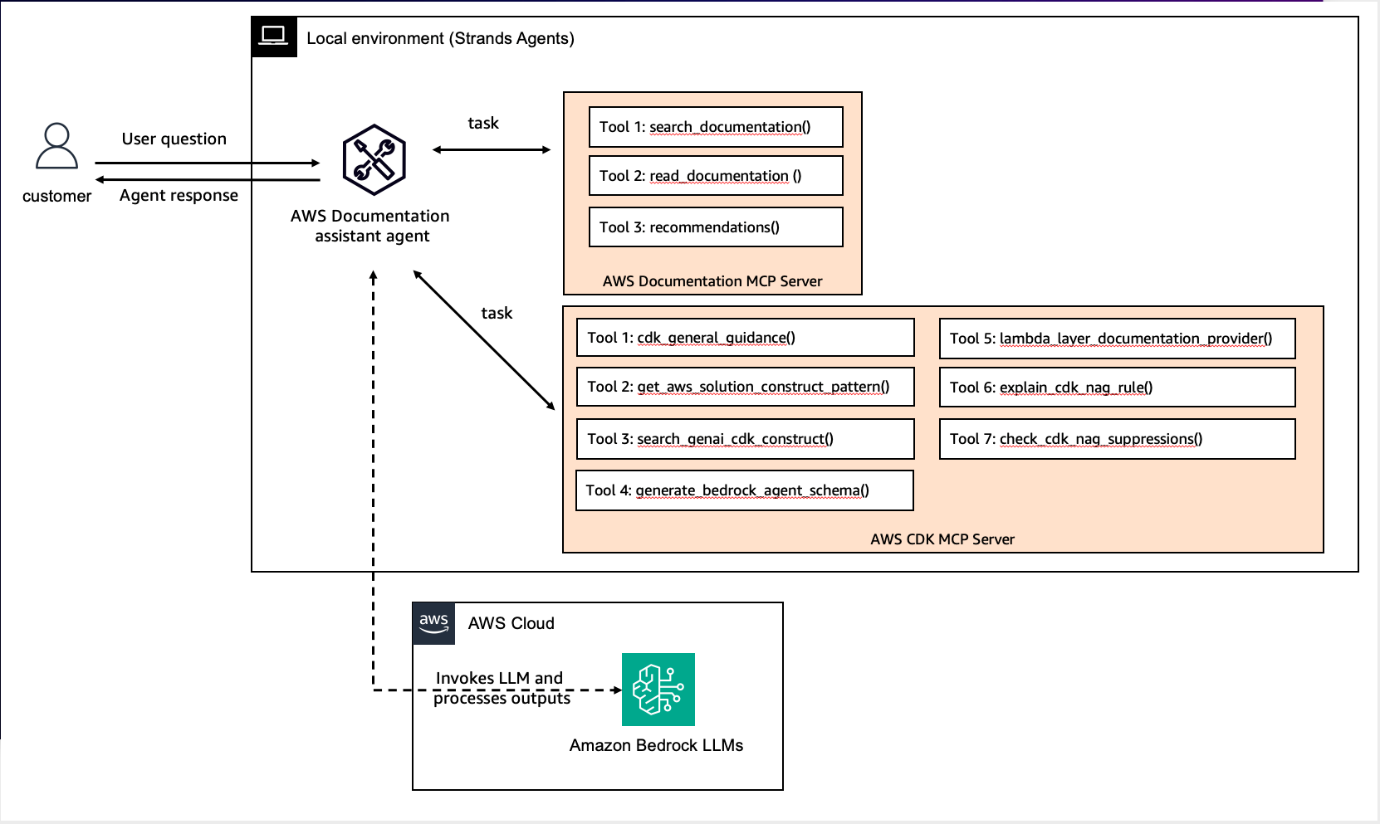 Local environment (Strands Agents)
User question
Agent response
customer
AWS Documentation
assistant agent
task
Tool 1: search_documentation()
Tool 2: read_documentation ()
Tool 3: recommendations()
AWS Documentation MCP Server
task
Tool 1: cdk_general_guidance()
Tool 2: get_aws_solution_construct_pattern()
Tool 3: search_genai_cdk_construct()
Tool 4: generate_bedrock_agent_schema()
Tool 5: lambda_layer_documentation_provider()
Tool 6: explain_cdk_nag_rule()
Tool 7: check_cdk_nag_suppressions()
AWS CDK MCP Server
aws
AWS Cloud
Invokes LLM and
processes outputs
Amazon Bedrock LLMs